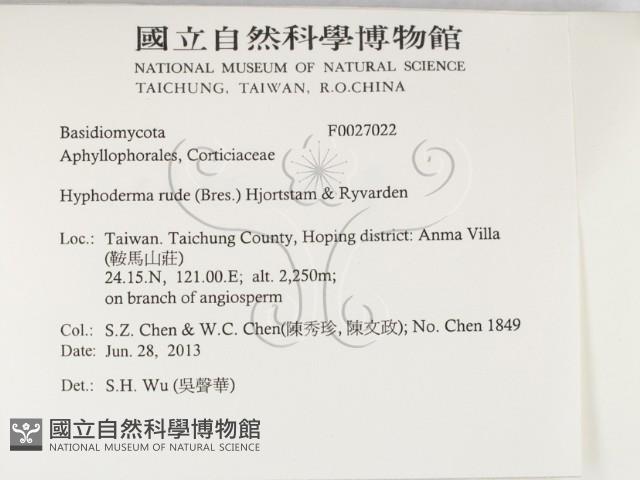 國立自然科學博物館
NATIONAL MUSEUM OF NATURAL SCIENCE
TAICHUNG, TAIWAN, R.O.CHINA
Basidiomycota F0027022
Aphyllophorales, Corticiaceae
Hyphoderma rude (Bres.) Hjortstam & Ryvarden
Loc.: Taiwan. Taichung County, Hoping district: Anma Villa
(鞍馬山莊)
24.15.N, 121.00.E; alt. 2,250m;
on branch of angiosperm
Col.: S.Z. Chen & W.C. Chen(陳秀珍, 陳文政); No. Chen 1849
Date: Jun. 28, 2013
Det.: S.H. Wu (吳聲華)
國立自然科學博物館
NATIONAL MUSEUM OF NATURAL SCIENCE